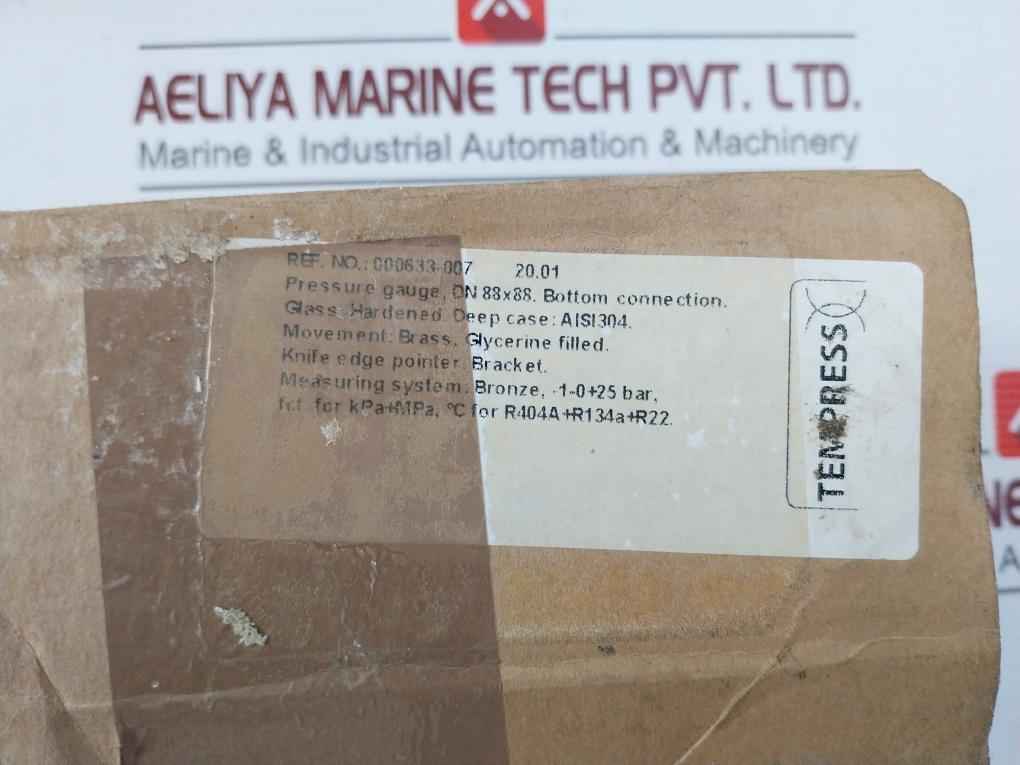 AELIYA MARINE TECH PVT. LTD.
Marine & Industrial Automation & Machinery
REF. NO.: 000633-007 20.01
Pressure gauge, DN 88x88. Bottom connection.
Glass: Hardened. Deep case: AISI304.
Movement: Brass. Glycerine filled.
Knife edge pointer. Bracket.
Measuring system: Bronze, -1-0+25 bar,
for kPa+MPa, °C for R404A+R134a+R22.
TEMPRESS